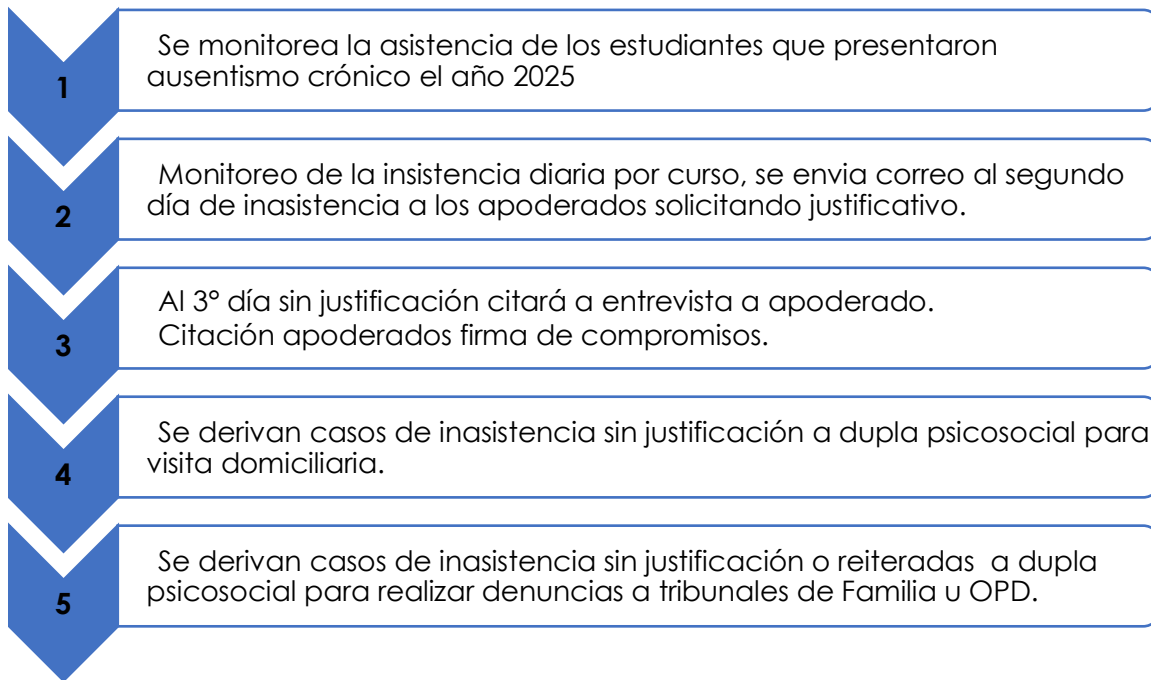 1
Se monitorea la asistencia de los estudiantes que presentaron
ausentismo crónico el año 2025
2
Monitoreo de la insistencia diaria por curso, se envia correo al segundo
día de inasistencia a los apoderados solicitando justificativo.
3
Al 3° día sin justificación citará a entrevista a apoderado.
Citación apoderados firma de compromisos.
4
Se derivan casos de inasistencia sin justificación a dupla psicosocial para
visita domiciliaria.
5
Se derivan casos de inasistencia sin justificación o reiteradas a dupla
psicosocial para realizar denuncias a tribunales de Familia u OPD.